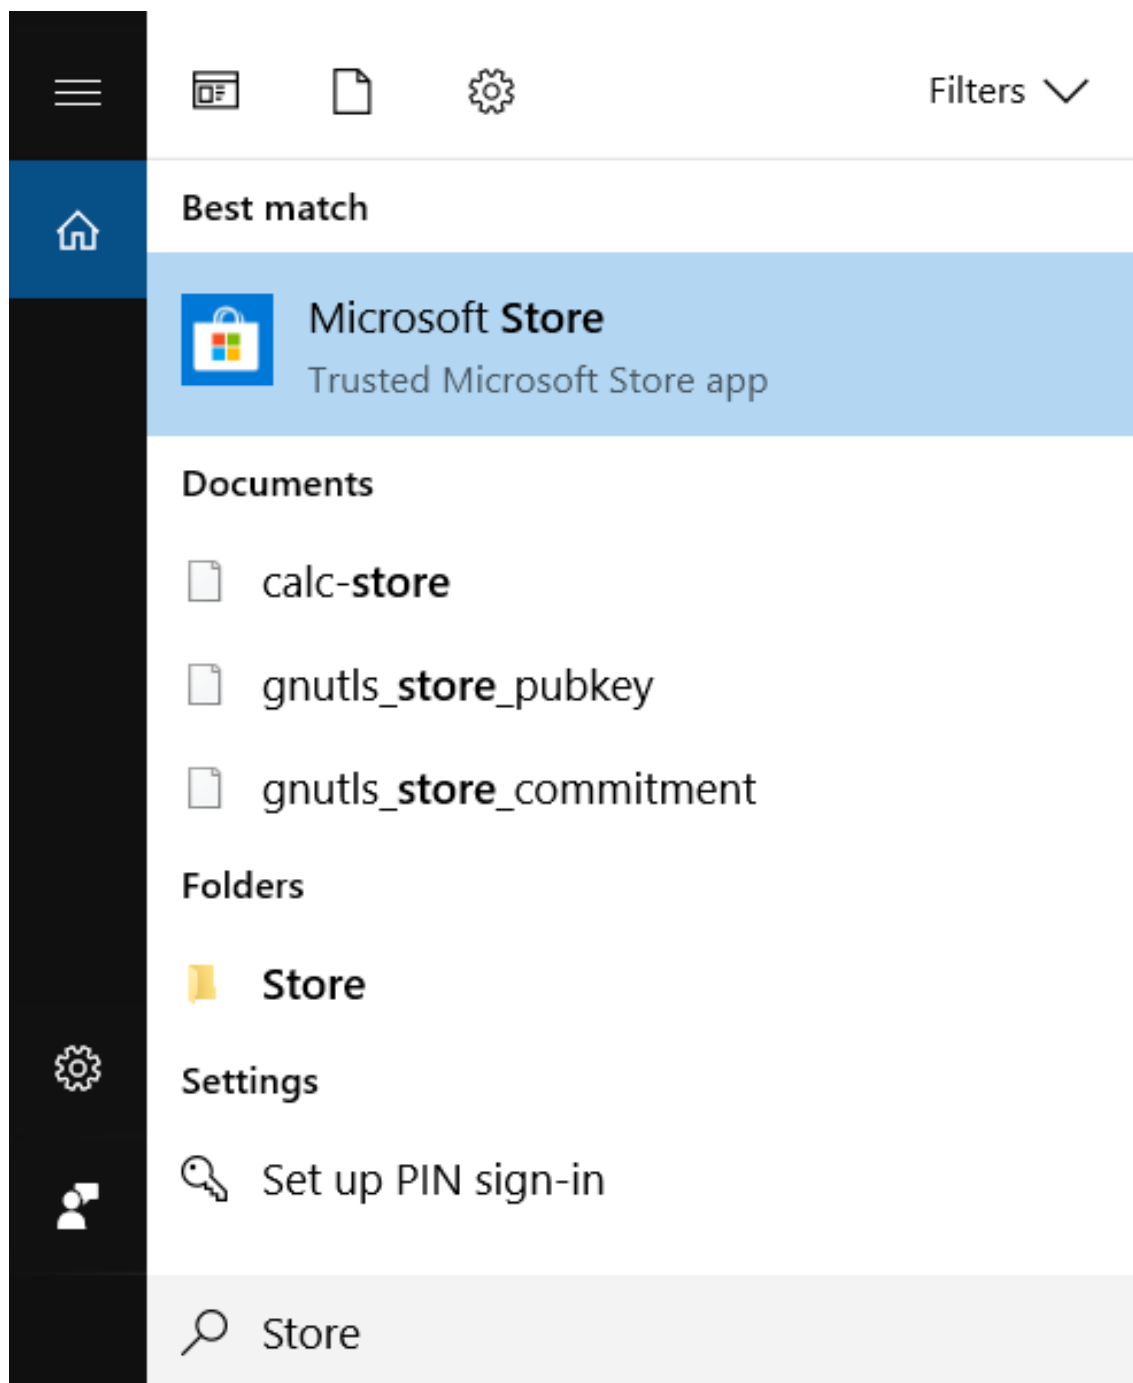 Filters
Best match
Microsoft Store
Trusted Microsoft Store app
Documents
calc-store
gnutls_store_pubkey
gnutls_store_commitment
Folders
Store
Settings
Set up PIN sign-in
Store